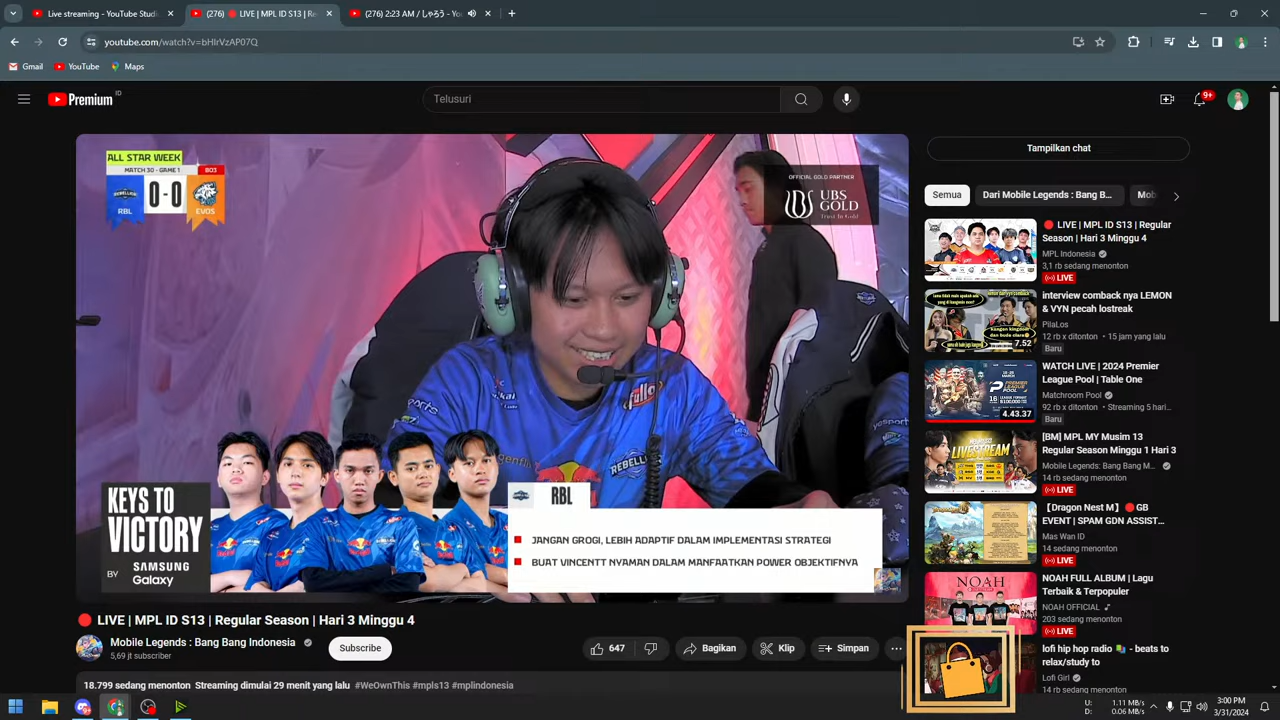 (276) 🔴 LIVE | MPL ID S13 | Re
Live streaming - YouTube Stud
(276) 2:23 AM / しゃろう - Yo
youtube.com/watch?v=bHlrVzAP07Q
Gmail
YouTube
Maps
Premium
ID
Telusuri
9+
ALL STAR WEEK
MATCH 30 - GAME 1
BO3
0-0
RBL
EVOS
OFFICIAL GOLD PARTNER
UBS
GOLD
Trust In Gold
REBELLION
KEYS TO
VICTORY
BY SAMSUNG
Galaxy
RBL
JANGAN GROGI, LEBIH ADAPTIF DALAM IMPLEMENTASI STRATEGI
BUAT VINCENTT NYAMAN DALAM MANFAATKAN POWER OBJEKTIFNYA
🔴 LIVE | MPL ID S13 | Regular Season | Hari 3 Minggu 4
Mobile Legends: Bang Bang Indonesia
5,69 jt subscriber
Subscribe
647
Bagikan
Klip
Simpan
18.799 sedang menonton Streaming dimulai 29 menit yang lalu #WeOwnThis #mpls13 #mplindonesia
Tampilkan chat
Semua
Dari Mobile Legends : Bang B...
Mob
🔴 LIVE | MPL ID S13 | Regular
Season | Hari 3 Minggu 4
MPL Indonesia
3,1 rb sedang menonton
LIVE
interview comback nya LEMON
& VYN pecah lostreak
PilaLos
12 rb x ditonton • 15 jam yang lalu
Baru
7.52
WATCH LIVE | 2024 Premier
League Pool | Table One
Matchroom Pool
92 rb x ditonton • Streaming 5 hari...
Baru
4.43.37
[BM] MPL MY Musim 13
Regular Season Minggu 1 Hari 3
Mobile Legends: Bang Bang M...
14 rb sedang menonton
LIVE
【Dragon Nest M】🔴GB
EVENT | SPAM GDN ASSIST...
Mas Wan ID
14 sedang menonton
LIVE
NOAH
NOAH FULL ALBUM | Lagu
Terbaik & Terpopuler
NOAH OFFICIAL
203 sedang menonton
LIVE
lofi hip hop radio 📚 - beats to
relax/study to
Lofi Girl
14 rb sedang menonton
U: 1.11 MB/s
D: 0.06 MB/s
3:00 PM
3/31/2024